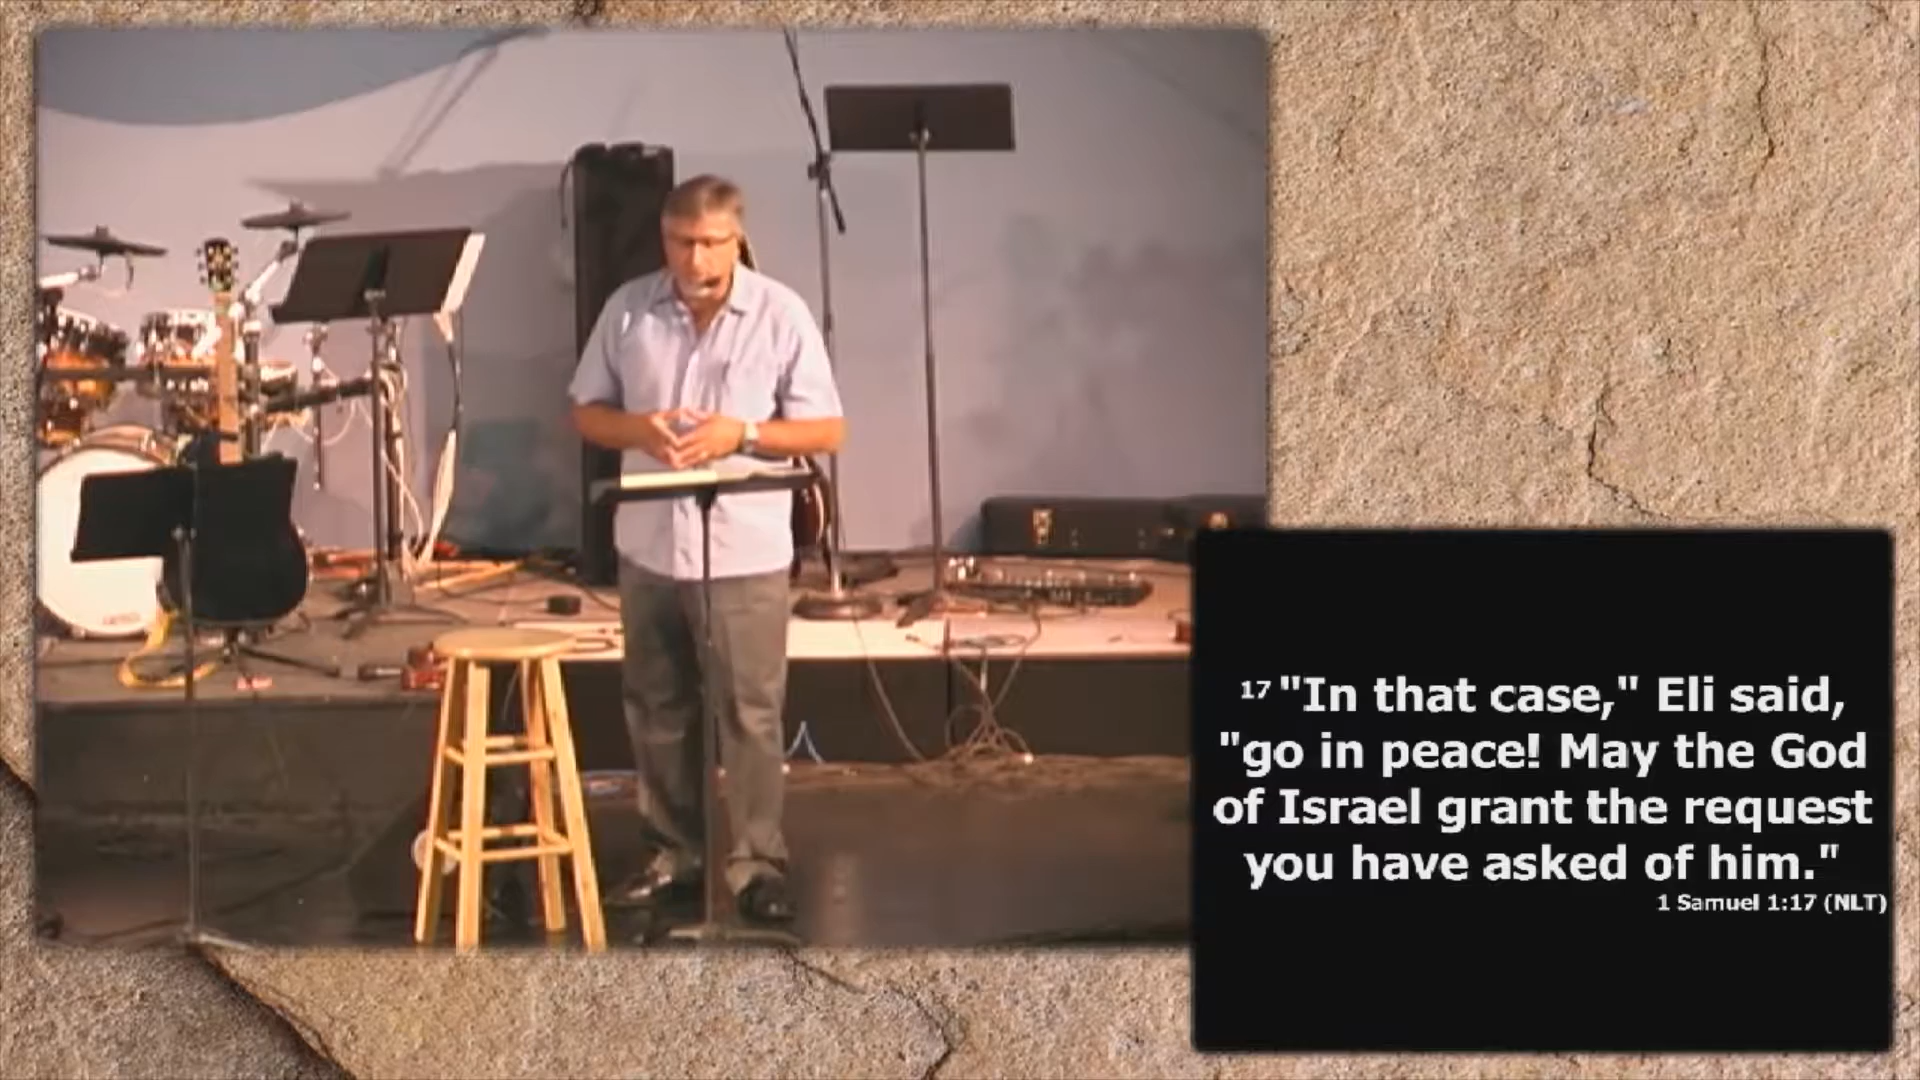 17 "In that case," Eli said,
"go in peace! May the God
of Israel grant the request
you have asked of him."
1 Samuel 1:17 (NLT)